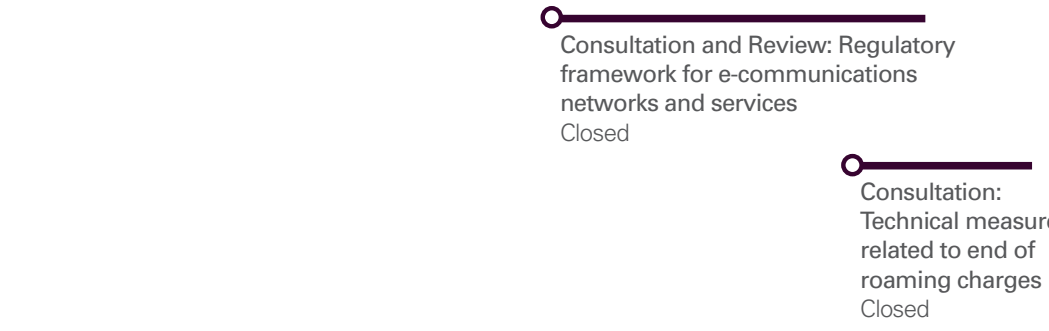 Consultation and Review: Regulatory
framework for e-communications
networks and services
Closed
Consultation:
Technical measure
related to end of
roaming charges
Closed